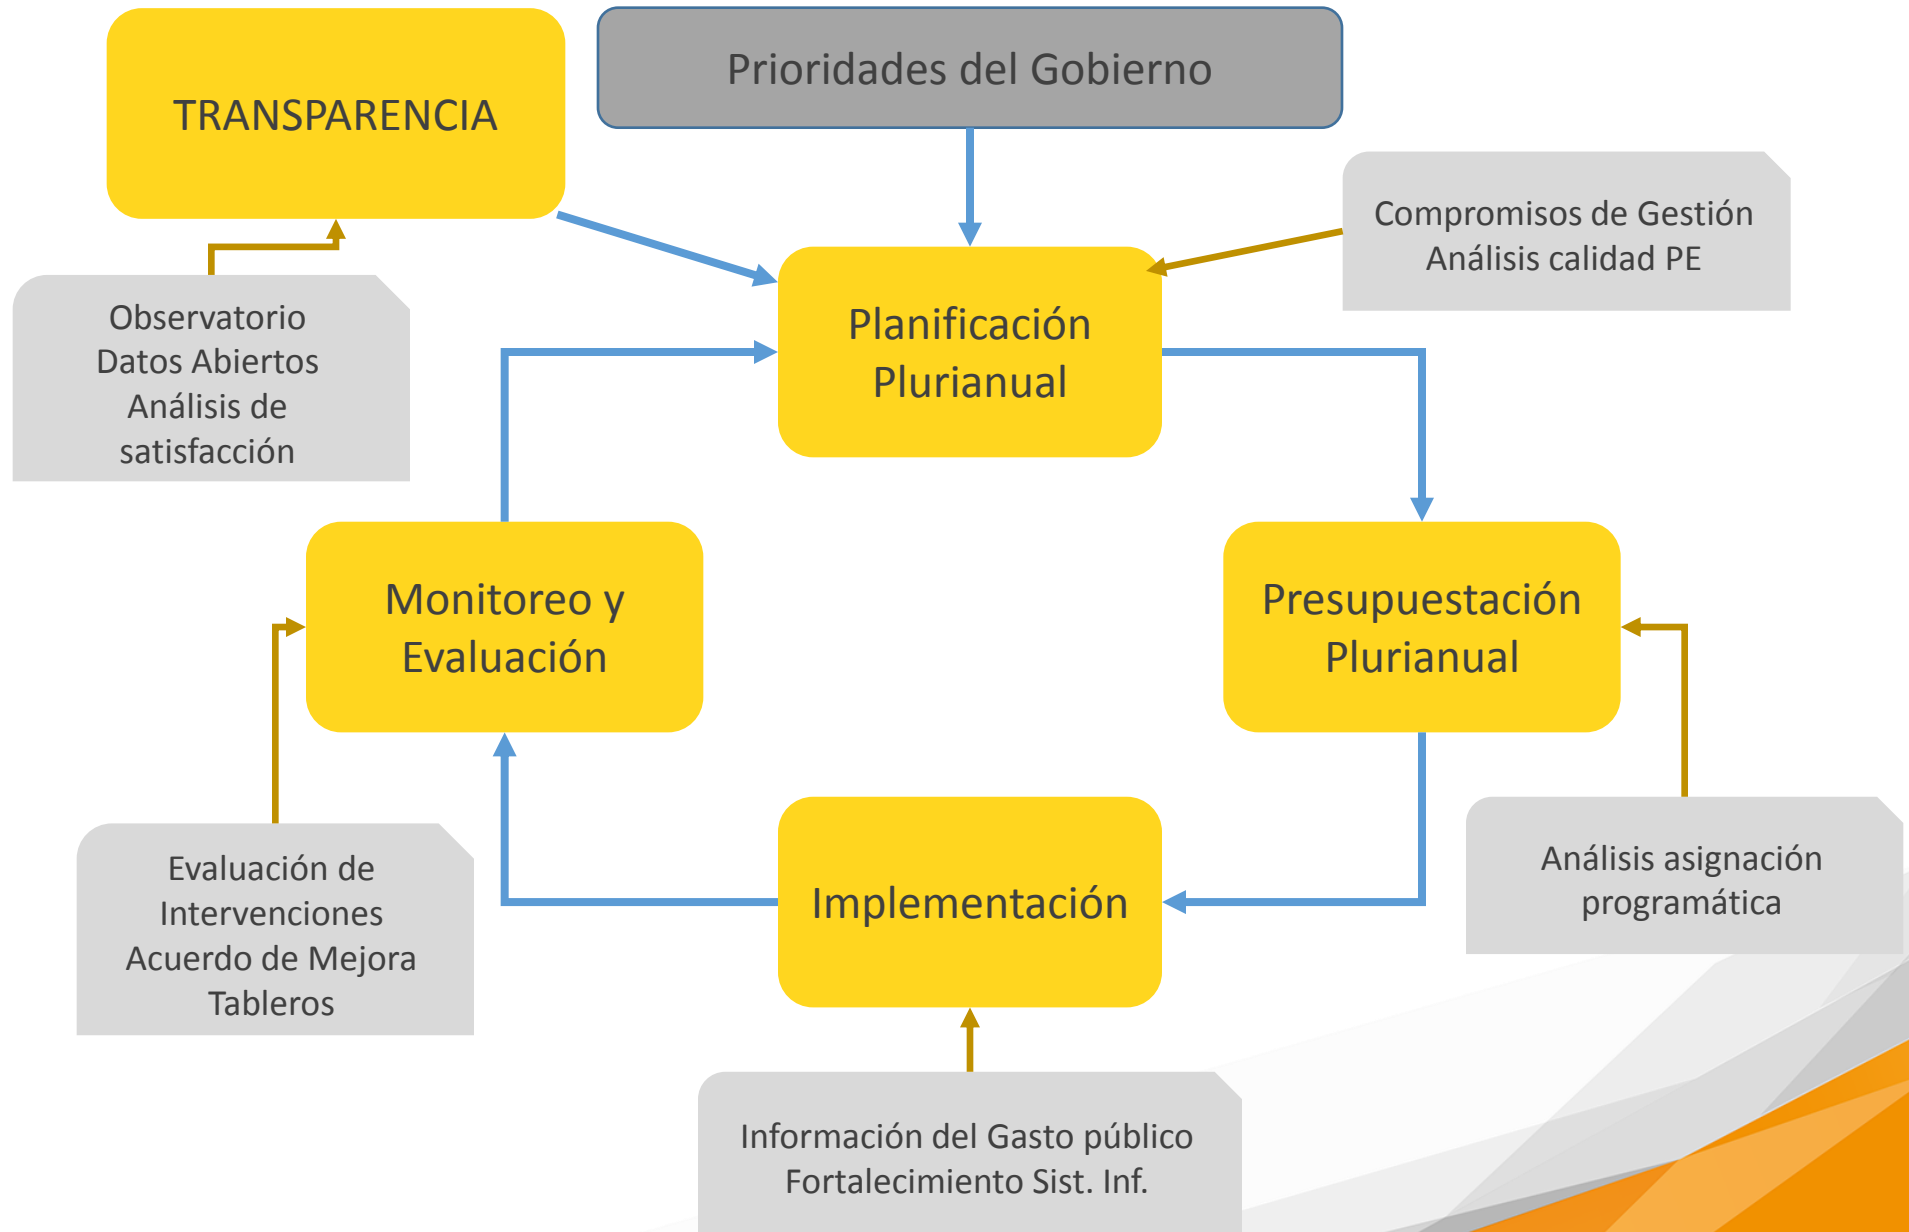 TRANSPARENCIA
Prioridades del Gobierno
Compromisos de Gestión
Análisis calidad PE
Observatorio
Datos Abiertos
Análisis de
satisfacción
Planificación
Plurianual
Monitoreo y
Evaluación
Presupuestación
Plurianual
Evaluación de
Intervenciones
Acuerdo de Mejora
Tableros
Implementación
Análisis asignación
programática
Información del Gasto público
Fortalecimiento Sist. Inf.